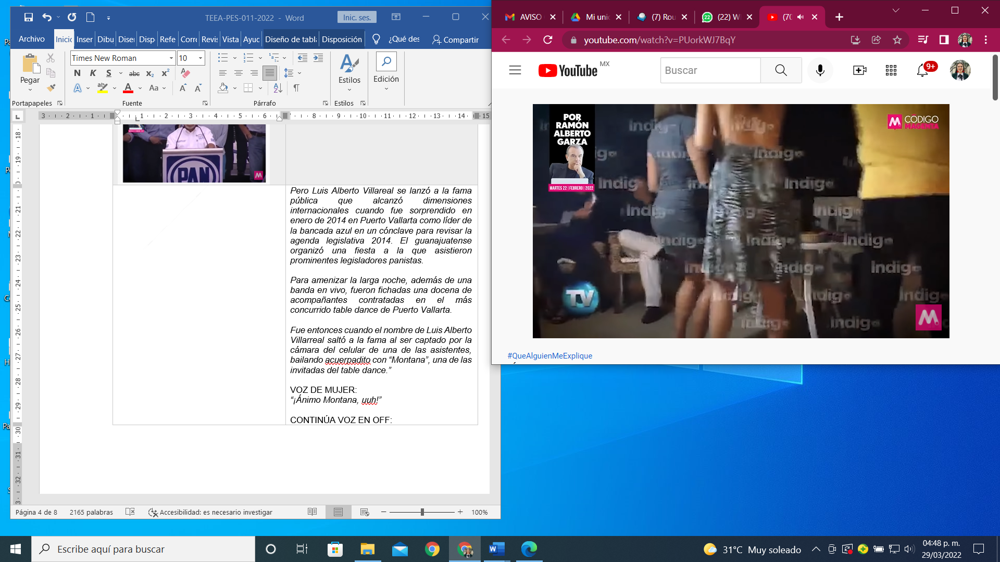 TEEA-PES-011-2022 - Word
Inic. ses.
Archivo Inicio Inser Dibu Diser Disp Refe Corre Revis Vista Ayuc Diseño de tabla Disposición ¿Qué des Compartir
Times New Roman 10
N K S abc x₂ x²
Pegar
Estilos
Edición
A A Aa A A
Portapapeles Fuente Párrafo Estilos
PAN
Pero Luis Alberto Villareal se lanzó a la fama
pública que alcanzó dimensiones
internacionales cuando fue sorprendido en
enero de 2014 en Puerto Vallarta como líder de
la bancada azul en un cónclave para revisar la
agenda legislativa 2014. El guanajuatense
organizó una fiesta a la que asistieron
prominentes legisladores panistas.
Para amenizar la larga noche, además de una
banda en vivo, fueron fichadas una docena de
acompañantes contratadas en el más
concurrido table dance de Puerto Vallarta.
Fue entonces cuando el nombre de Luis Alberto
Villarreal saltó a la fama al ser captado por la
cámara del celular de una de las asistentes,
bailando acuerpadito con “Montana”, una de las
invitadas del table dance.”
VOZ DE MUJER:
“¡Ánimo Montana, uuh!”
CONTINÚA VOZ EN OFF:
Página 4 de 8 2165 palabras Accesibilidad: es necesario investigar 100%
AVISO Mi unic (7) Rou (22) W (70
youtube.com/watch?v=PUorkWJ7BqY
YouTube MX
Buscar
9+
POR
RAMÓN
ALBERTO
GARZA
MARTES 22 | FEBRERO | 2022
CÓDIGO
MAGENTA
Indigo
TV
M
#QueAlguienMeExplique
Escribe aquí para buscar
31°C Muy soleado
04:48 p. m.
29/03/2022